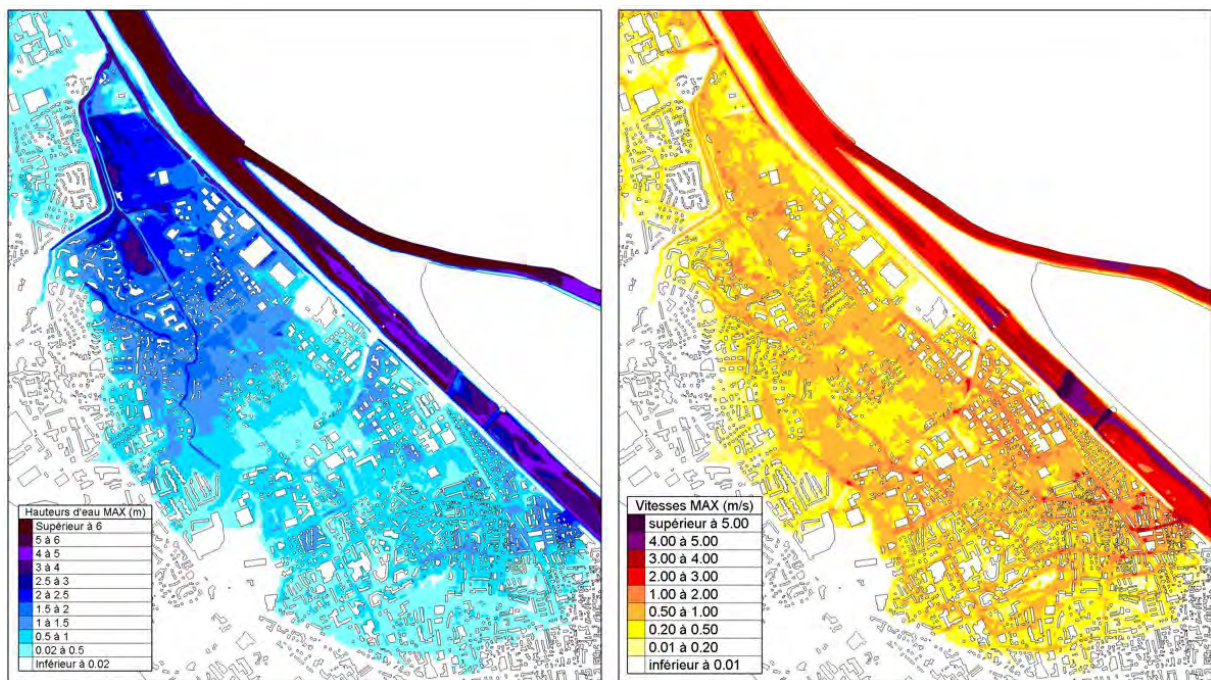 Hauteurs d'eau MAX (m)
Supérieur à 6
5 à 6
4 à 5
3 à 4
2.5 à 3
2 à 2.5
1.5 à 2
1 à 1.5
0.5 à 1
0.02 à 0.5
Inférieur à 0.02
Vitesses MAX (m/s)
supérieur à 5.00
4.00 à 5.00
3.00 à 4.00
2.00 à 3.00
1.00 à 2.00
0.50 à 1.00
0.20 à 0.50
0.01 à 0.20
inférieur à 0.01